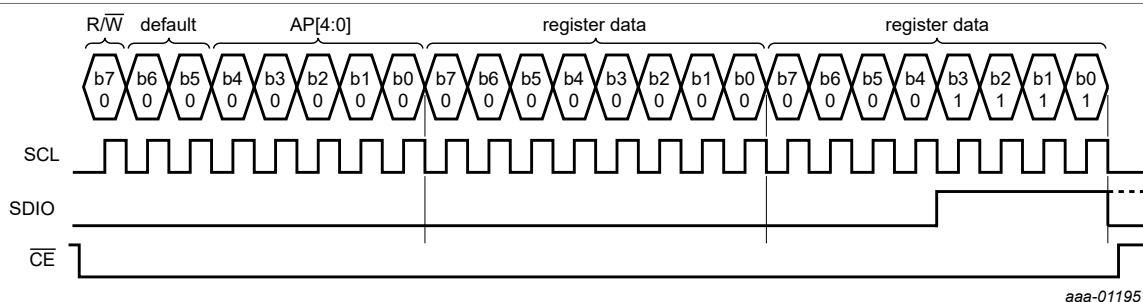 R/W default AP[4:0] register data register data
b7 b6 b5 b4 b3 b2 b1 b0 b7 b6 b5 b4 b3 b2 b1 b0 b7 b6 b5 b4 b3 b2 b1 b0
0 0 0 0 0 0 0 0 0 0 0 0 0 0 0 0 0 0 0 0 1 1 1 1
SCL
SDIO
CE
aaa-01195